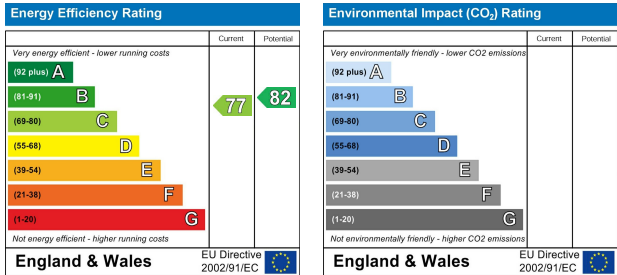 Energy Efficiency Rating
Current Potential
Very energy efficient - lower running costs
(92 plus) A
(81-91) B
(69-80) C
(55-68) D
(39-54) E
(21-38) F
(1-20) G
77
82
Not energy efficient - higher running costs
England & Wales
EU Directive
2002/91/EC
Environmental Impact (CO₂) Rating
Current Potential
Very environmentally friendly - lower CO2 emissions
(92 plus) A
(81-91) B
(69-80) C
(55-68) D
(39-54) E
(21-38) F
(1-20) G
Not environmentally friendly - higher CO2 emissions
England & Wales
EU Directive
2002/91/EC